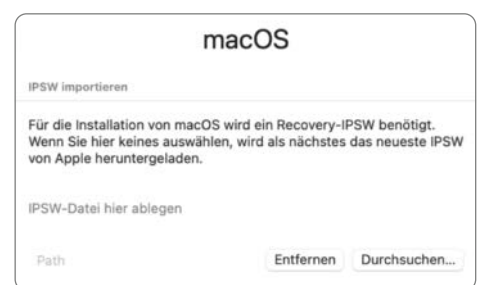 macOS
IPSW importieren
Für die Installation von macOS wird ein Recovery-IPSW benötigt.
Wenn Sie hier keines auswählen, wird als nächstes das neueste IPSW
von Apple heruntergeladen.
IPSW-Datei hier ablegen
Path Entfernen Durchsuchen...